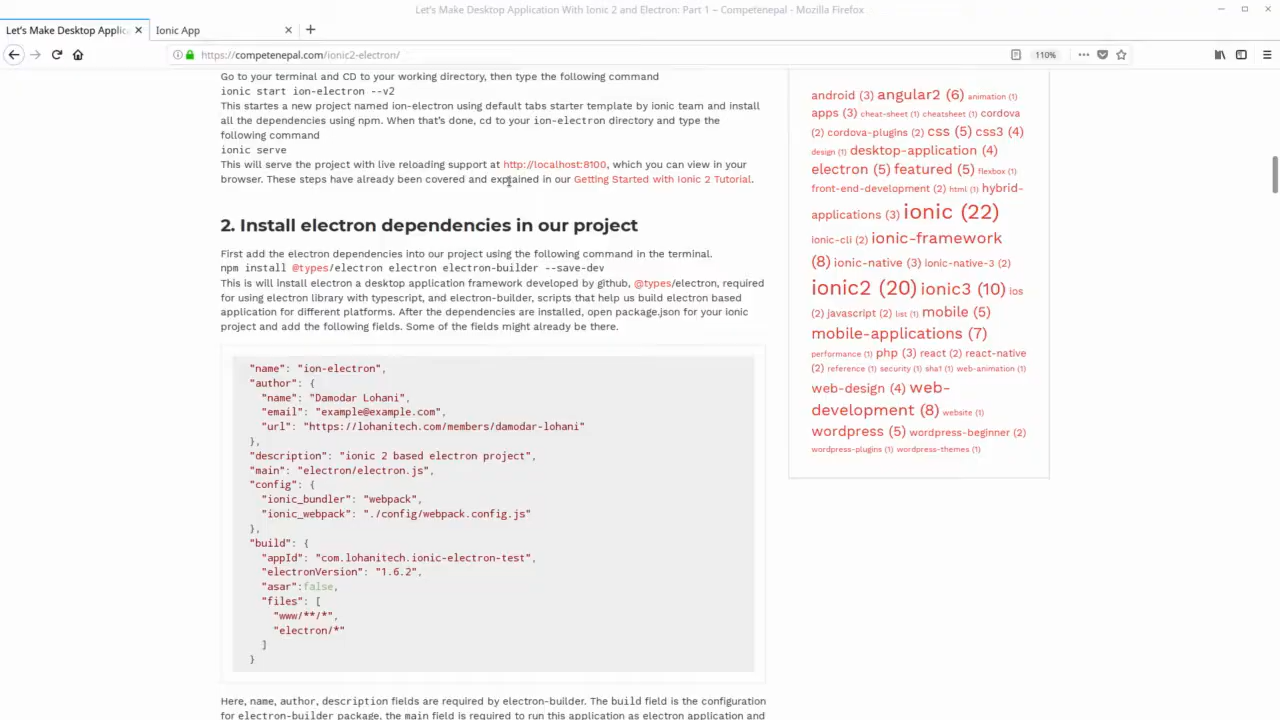 Let's Make Desktop Application With Ionic 2 and Electron: Part 1 – Competenepal - Mozilla Firefox
Let's Make Desktop Applic
Ionic App
https://competenepal.com/ionic2-electron/
110%
Go to your terminal and CD to your working directory, then type the following command
ionic start ion-electron --v2
This startes a new project named ion-electron using default tabs starter template by ionic team and install
all the dependencies using npm. When that's done, cd to your ion-electron directory and type the
following command
ionic serve
This will serve the project with live reloading support at http://localhost:8100, which you can view in your
browser. These steps have already been covered and explained in our Getting Started with Ionic 2 Tutorial.
2. Install electron dependencies in our project
First add the electron dependencies into our project using the following command in the terminal.
npm install @types/electron electron electron-builder --save-dev
This is will install electron a desktop application framework developed by github, @types/electron, required
for using electron library with typescript, and electron-builder, scripts that help us build electron based
application for different platforms. After the dependencies are installed, open package.json for your ionic
project and add the following fields. Some of the fields might already be there.
"name": "ion-electron",
"author": {
"name": "Damodar Lohani",
"email": "example@example.com",
"url": "https://lohanitech.com/members/damodar-lohani"
},
"description": "ionic 2 based electron project",
"main": "electron/electron.js",
"config": {
"ionic_bundler": "webpack",
"ionic_webpack": "./config/webpack.config.js"
},
"build": {
"appId": "com.lohanitech.ionic-electron-test",
"electronVersion": "1.6.2",
"asar":false,
"files": [
"www/**/*",
"electron/*"
]
}
Here, name, author, description fields are required by electron-builder. The build field is the configuration
for electron-builder package, the main field is required to run this application as electron application and
android (3) angular2 (6) animation (1)
apps (3) cheat-sheet (1) cheatsheet (1) cordova
(2) cordova-plugins (2) css (5) css3 (4)
design (1) desktop-application (4)
electron (5) featured (5) flexbox (1)
front-end-development (2) html (1) hybrid-
applications (3) ionic (22)
ionic-cli (2) ionic-framework
(8) ionic-native (3) ionic-native-3 (2)
ionic2 (20) ionic3 (10) ios
(2) javascript (2) list (1) mobile (5)
mobile-applications (7)
performance (1) php (3) react (2) react-native
(2) reference (1) security (1) sha1 (1) web-animation (1)
web-design (4) web-
development (8) website (1)
wordpress (5) wordpress-beginner (2)
wordpress-plugins (1) wordpress-themes (1)